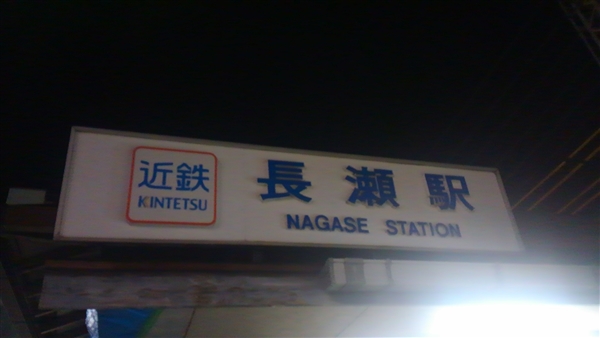 近鉄
KINTETSU
長瀬駅
NAGASE STATION